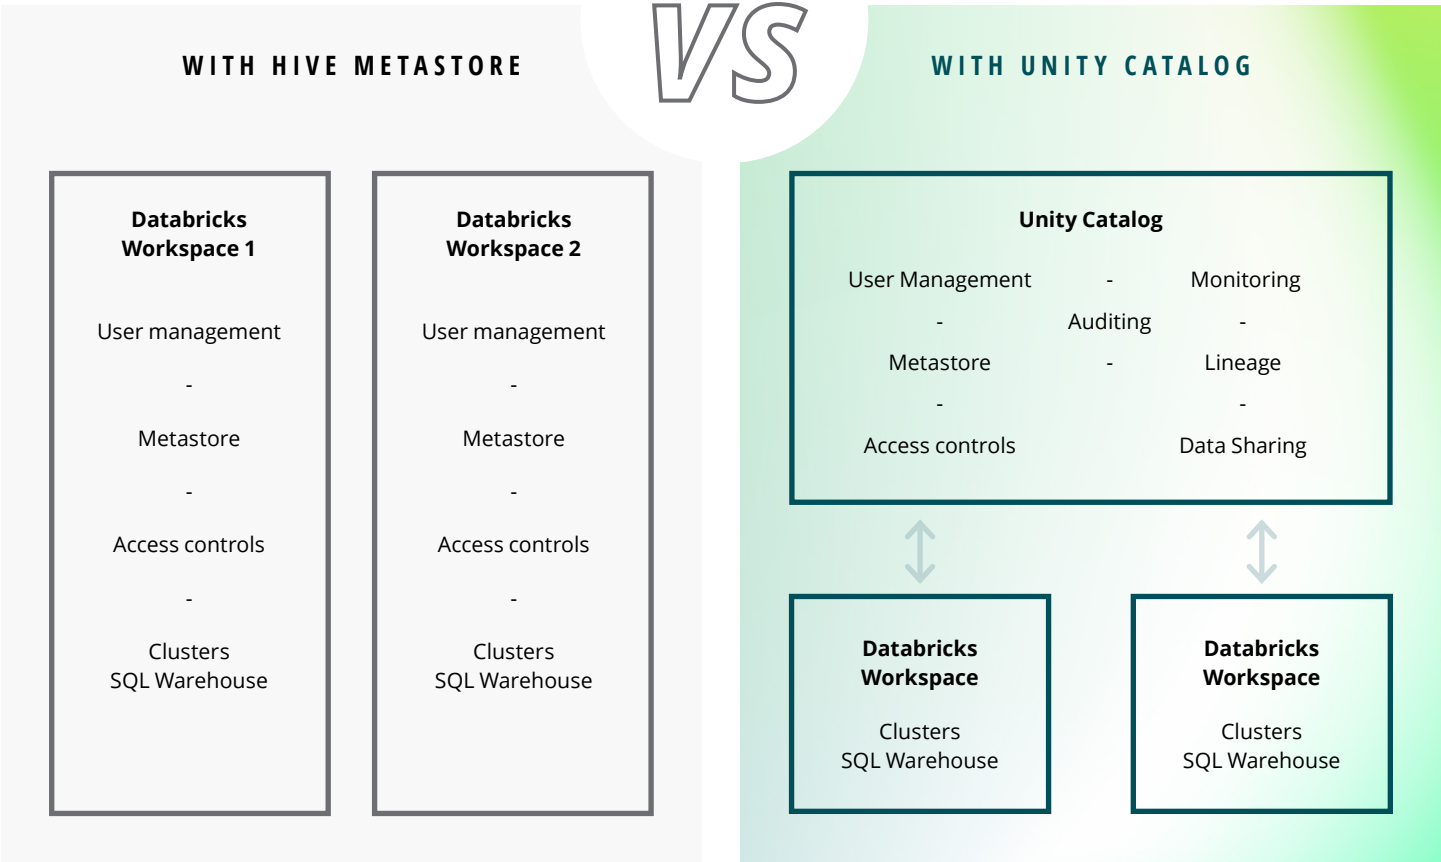 VS
WITH HIVE METASTORE
Databricks
Workspace 1
User management
-
Metastore
-
Access controls
-
Clusters
SQL Warehouse
Databricks
Workspace 2
User management
-
Metastore
-
Access controls
-
Clusters
SQL Warehouse
WITH UNITY CATALOG
Unity Catalog
User Management - Monitoring
- Auditing -
Metastore - Lineage
- -
Access controls Data Sharing
Databricks
Workspace
Clusters
SQL Warehouse
Databricks
Workspace
Clusters
SQL Warehouse